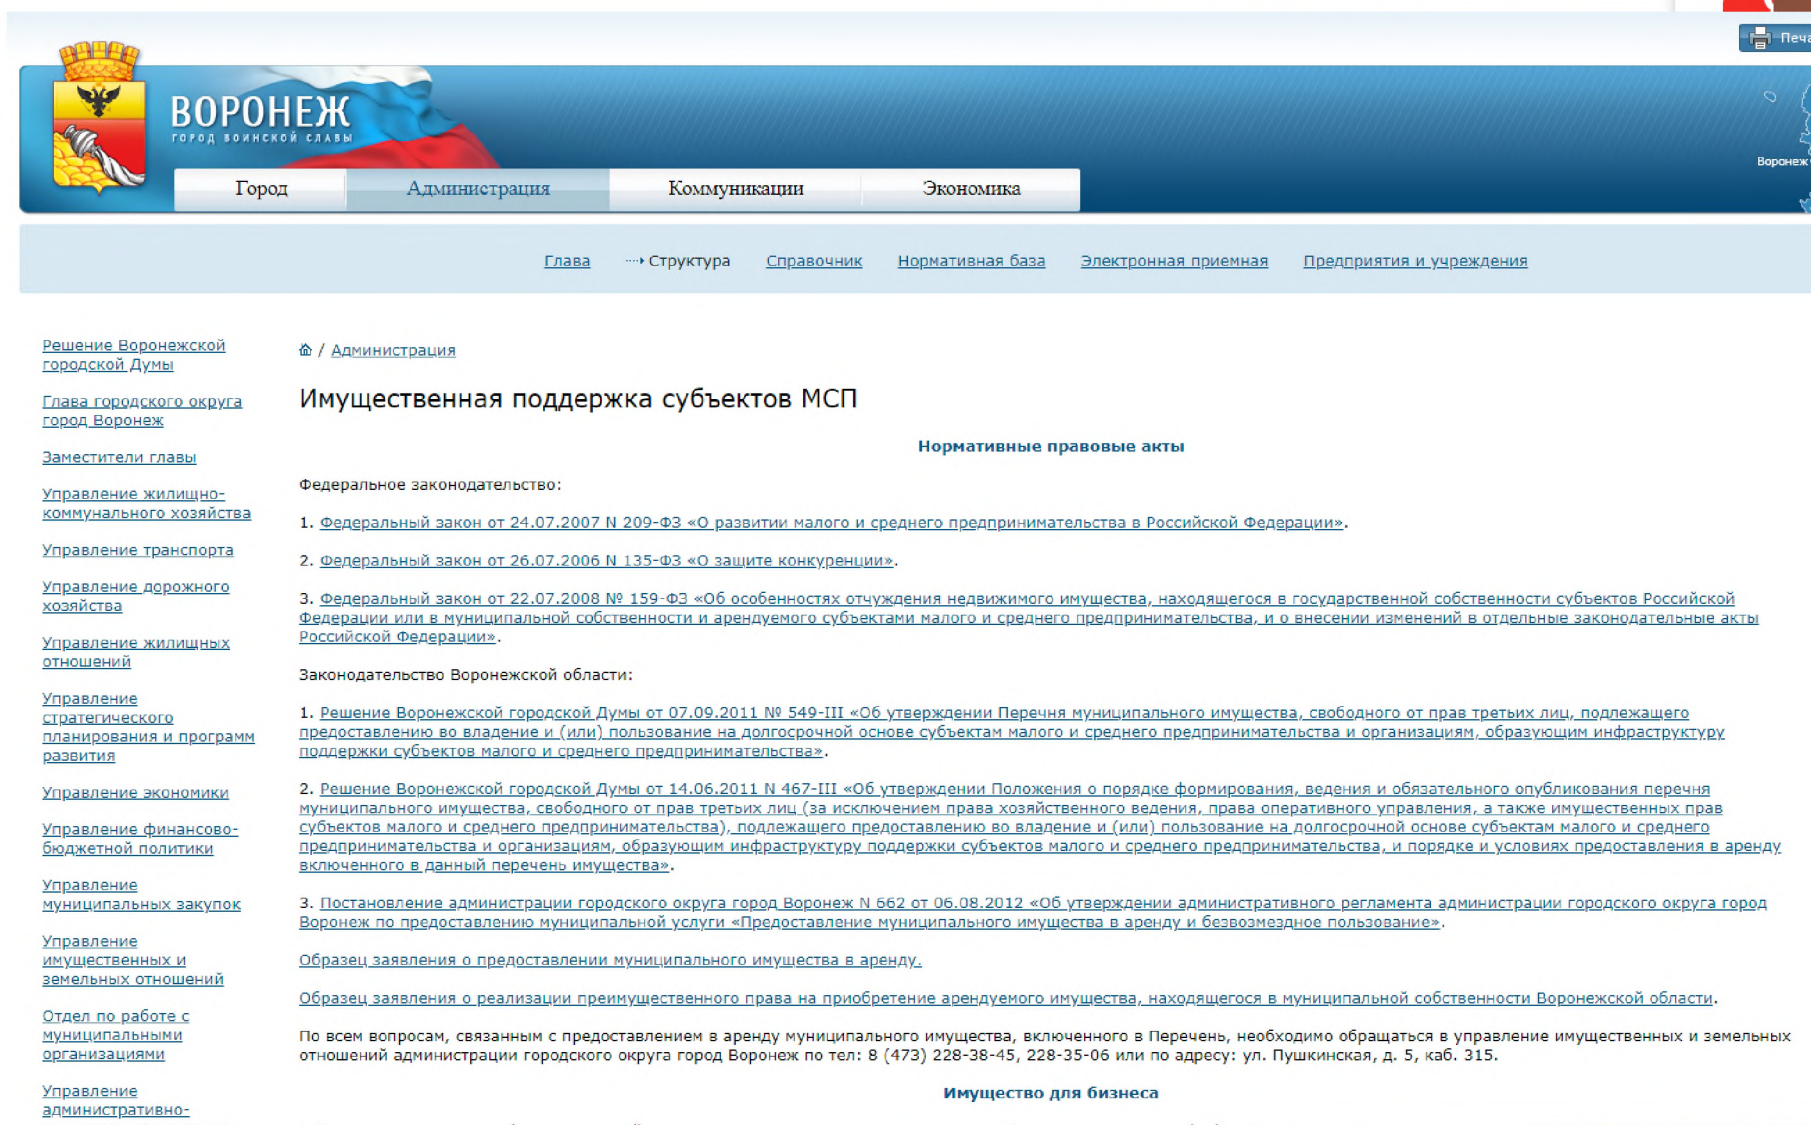 Печа
ВОРОНЕЖ
ГОРОД ВОИНСКОЙ СЛАВЫ
Воронеж
Город
Администрация
Коммуникации
Экономика
Глава
Структура
Справочник
Нормативная база
Электронная приемная
Предприятия и учреждения
Решение Воронежской
городской Думы
Глава городского округа
город Воронеж
Заместители главы
Управление жилищно-
коммунального хозяйства
Управление транспорта
Управление дорожного
хозяйства
Управление жилищных
отношений
Управление
стратегического
планирования и программ
развития
Управление экономики
Управление финансово-
бюджетной политики
Управление
муниципальных закупок
Управление
имущественных и
земельных отношений
Отдел по работе с
муниципальными
организациями
Управление
административно-
/ Администрация
Имущественная поддержка субъектов МСП
Нормативные правовые акты
Федеральное законодательство:
1. Федеральный закон от 24.07.2007 N 209-ФЗ «О развитии малого и среднего предпринимательства в Российской Федерации».
2. Федеральный закон от 26.07.2006 N 135-ФЗ «О защите конкуренции».
3. Федеральный закон от 22.07.2008 № 159-ФЗ «Об особенностях отчуждения недвижимого имущества, находящегося в государственной собственности субъектов Российской
Федерации или в муниципальной собственности и арендуемого субъектами малого и среднего предпринимательства, и о внесении изменений в отдельные законодательные акты
Российской Федерации».
Законодательство Воронежской области:
1. Решение Воронежской городской Думы от 07.09.2011 № 549-III «Об утверждении Перечня муниципального имущества, свободного от прав третьих лиц, подлежащего
предоставлению во владение и (или) пользование на долгосрочной основе субъектам малого и среднего предпринимательства и организациям, образующим инфраструктуру
поддержки субъектов малого и среднего предпринимательства».
2. Решение Воронежской городской Думы от 14.06.2011 N 467-III «Об утверждении Положения о порядке формирования, ведения и обязательного опубликования перечня
муниципального имущества, свободного от прав третьих лиц (за исключением права хозяйственного ведения, права оперативного управления, а также имущественных прав
субъектов малого и среднего предпринимательства), подлежащего предоставлению во владение и (или) пользование на долгосрочной основе субъектам малого и среднего
предпринимательства и организациям, образующим инфраструктуру поддержки субъектов малого и среднего предпринимательства, и порядке и условиях предоставления в аренду
включенного в данный перечень имущества».
3. Постановление администрации городского округа город Воронеж N 662 от 06.08.2012 «Об утверждении административного регламента администрации городского округа город
Воронеж по предоставлению муниципальной услуги «Предоставление муниципального имущества в аренду и безвозмездное пользование».
Образец заявления о предоставлении муниципального имущества в аренду.
Образец заявления о реализации преимущественного права на приобретение арендуемого имущества, находящегося в муниципальной собственности Воронежской области.
По всем вопросам, связанным с предоставлением в аренду муниципального имущества, включенного в Перечень, необходимо обращаться в управление имущественных и земельных
отношений администрации городского округа город Воронеж по тел: 8 (473) 228-38-45, 228-35-06 или по адресу: ул. Пушкинская, д. 5, каб. 315.
Имущество для бизнеса